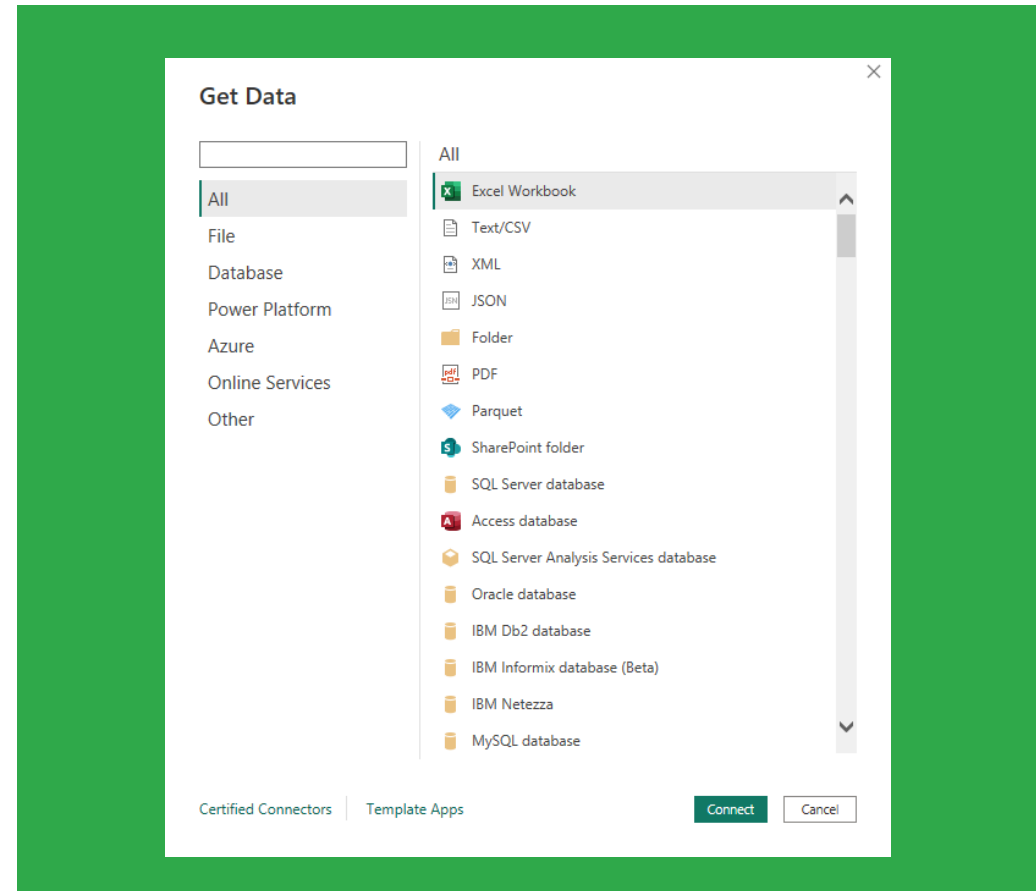 Get Data
All
File
Database
Power Platform
Azure
Online Services
Other
All
Excel Workbook
Text/CSV
XML
JSN
JSON
Folder
pdf
PDF
Parquet
S
SharePoint folder
SQL Server database
A
Access database
SQL Server Analysis Services database
Oracle database
IBM Db2 database
IBM Informix database (Beta)
IBM Netezza
MySQL database
Certified Connectors
Template Apps
Connect
Cancel